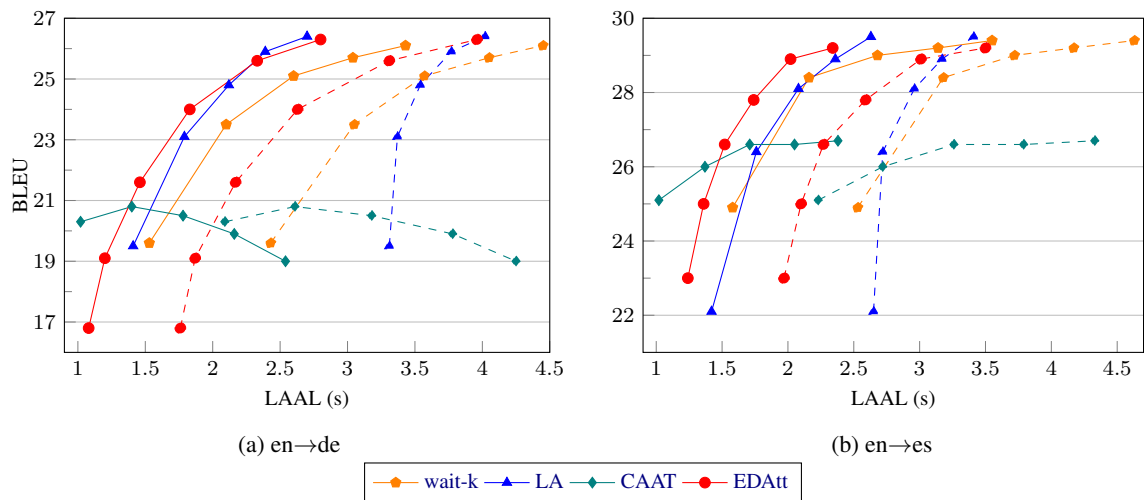 27
25
23
21
19
17
BLEU
1 1.5 2 2.5 3 3.5 4 4.5
LAAL (s)
(a) en→de
30
28
26
24
22
1 1.5 2 2.5 3 3.5 4 4.5
LAAL (s)
(b) en→es
wait-k LA CAAT EDAtt